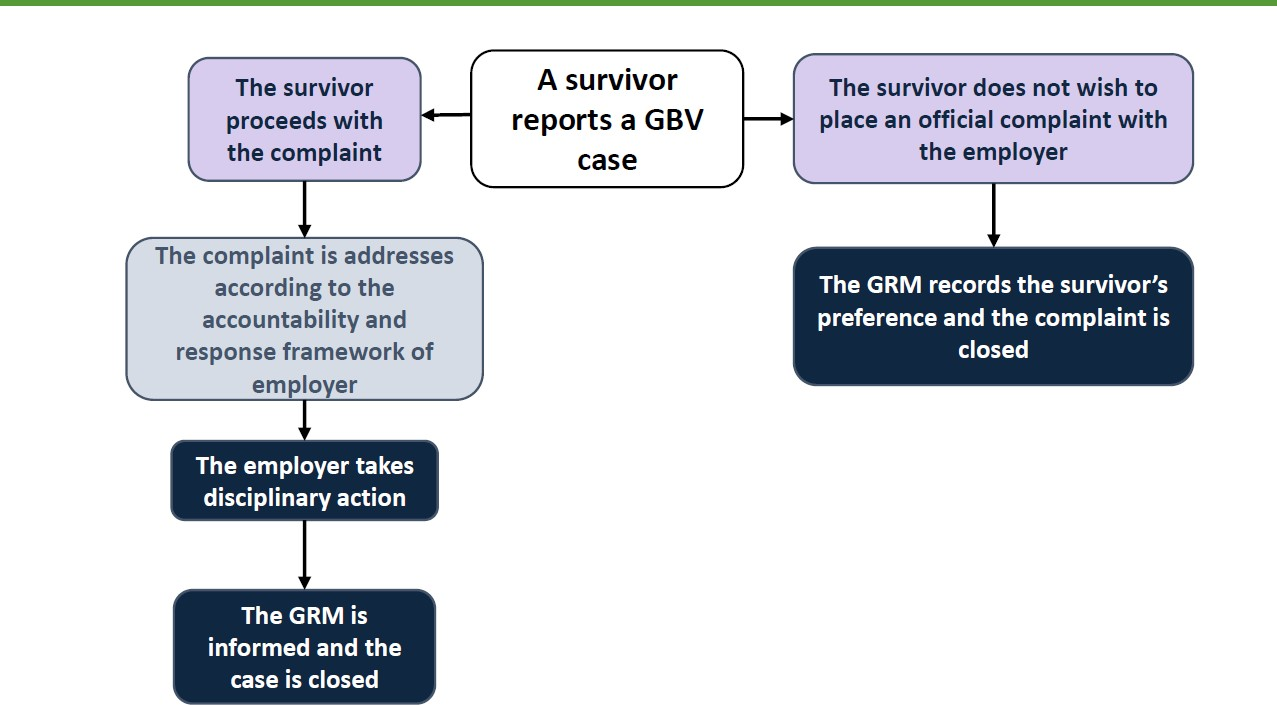 A survivor
reports a GBV
case
The survivor
proceeds with
the complaint
The complaint is addresses
according to the
accountability and
response framework of
employer
The employer takes
disciplinary action
The GRM is
informed and the
case is closed
The survivor does not wish to
place an official complaint with
the employer
The GRM records the survivor’s
preference and the complaint is
closed